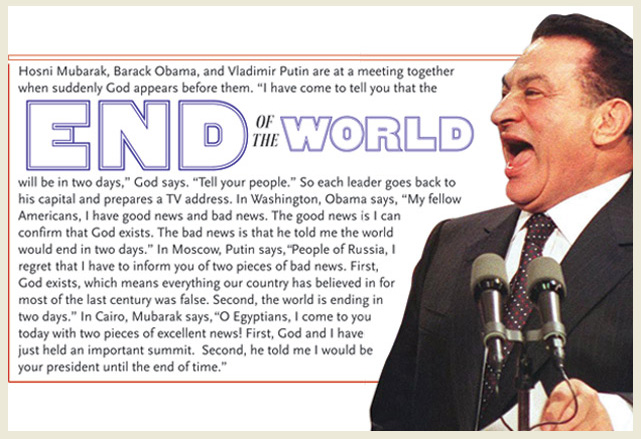 Hosni Mubarak, Barack Obama, and Vladimir Putin are at a meeting together
when suddenly God appears before them. “I have come to tell you that the
END OF THE WORLD
will be in two days,” God says. “Tell your people.” So each leader goes back to
his capital and prepares a TV address. In Washington, Obama says, “My fellow
Americans, I have good news and bad news. The good news is I can
confirm that God exists. The bad news is that he told me the world
would end in two days.” In Moscow, Putin says, “People of Russia, I
regret that I have to inform you of two pieces of bad news. First,
God exists, which means everything our country has believed in for
most of the last century was false. Second, the world is ending in
two days.” In Cairo, Mubarak says, “O Egyptians, I come to you
today with two pieces of excellent news! First, God and I have
just held an important summit. Second, he told me I would be
your president until the end of time.”